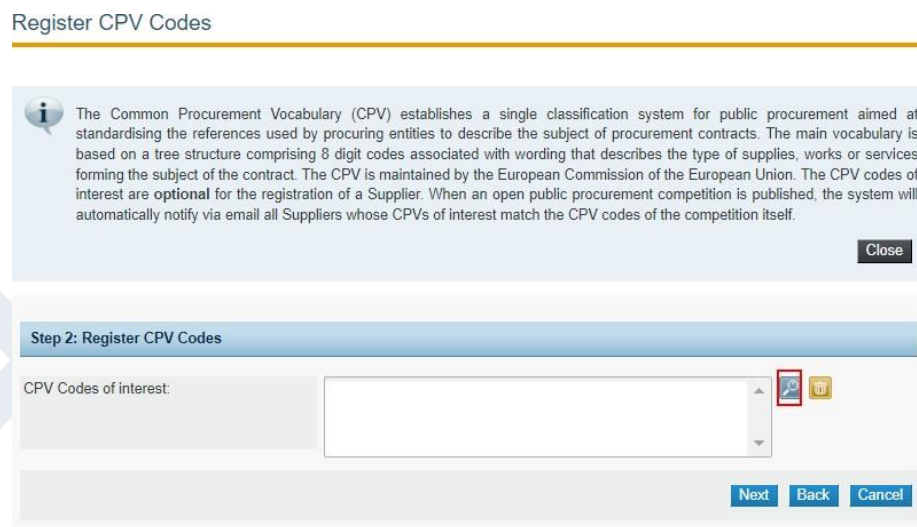 Register CPV Codes
The Common Procurement Vocabulary (CPV) establishes a single classification system for public procurement aimed at
standardising the references used by procuring entities to describe the subject of procurement contracts. The main vocabulary is
based on a tree structure comprising 8 digit codes associated with wording that describes the type of supplies, works or services
forming the subject of the contract. The CPV is maintained by the European Commission of the European Union. The CPV codes of
interest are optional for the registration of a Supplier. When an open public procurement competition is published, the system will
automatically notify via email all Suppliers whose CPVs of interest match the CPV codes of the competition itself.
Close
Step 2: Register CPV Codes
CPV Codes of interest:
Next Back Cancel